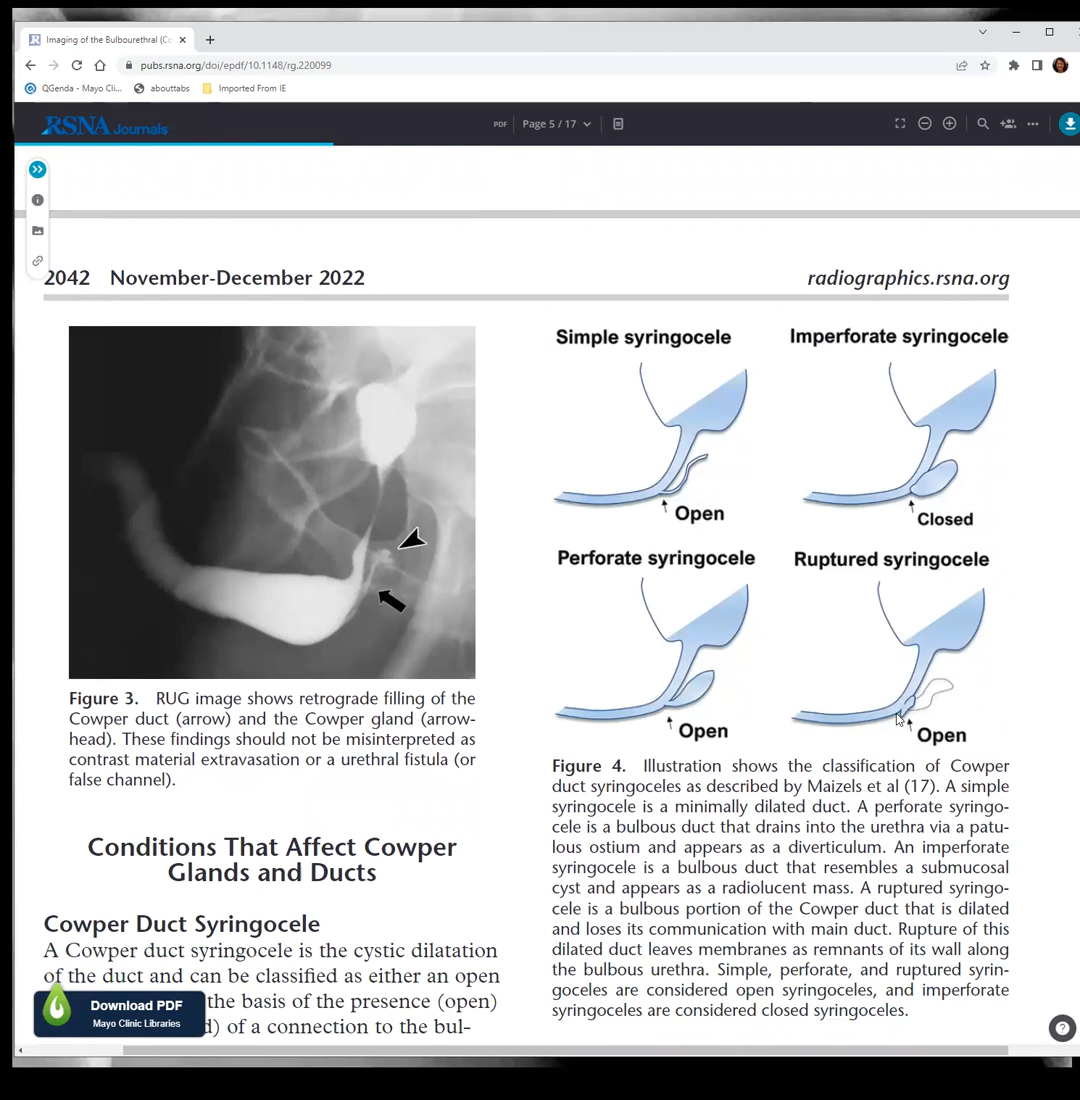 Imaging of the Bulbourethral (Co
pubs.rsna.org/doi/epdf/10.1148/rg.220099
QGenda - Mayo Cli...
abouttabs
Imported From IE
RSNA Journals
PDF
Page 5 / 17
2042 November-December 2022
radiographics.rsna.org
Figure 3. RUG image shows retrograde filling of the
Cowper duct (arrow) and the Cowper gland (arrow-
head). These findings should not be misinterpreted as
contrast material extravasation or a urethral fistula (or
false channel).
Conditions That Affect Cowper
Glands and Ducts
Cowper Duct Syringocele
A Cowper duct syringocele is the cystic dilatation
of the duct and can be classified as either an open
the basis of the presence (open)
d) of a connection to the bul-
Download PDF
Mayo Clinic Libraries
Simple syringocele
Open
Imperforate syringocele
Closed
Perforate syringocele
Open
Ruptured syringocele
Open
Figure 4. Illustration shows the classification of Cowper
duct syringoceles as described by Maizels et al (17). A simple
syringocele is a minimally dilated duct. A perforate syringo-
cele is a bulbous duct that drains into the urethra via a patu-
lous ostium and appears as a diverticulum. An imperforate
syringocele is a bulbous duct that resembles a submucosal
cyst and appears as a radiolucent mass. A ruptured syringo-
cele is a bulbous portion of the Cowper duct that is dilated
and loses its communication with main duct. Rupture of this
dilated duct leaves membranes as remnants of its wall along
the bulbous urethra. Simple, perforate, and ruptured syrin-
goceles are considered open syringoceles, and imperforate
syringoceles are considered closed syringoceles.